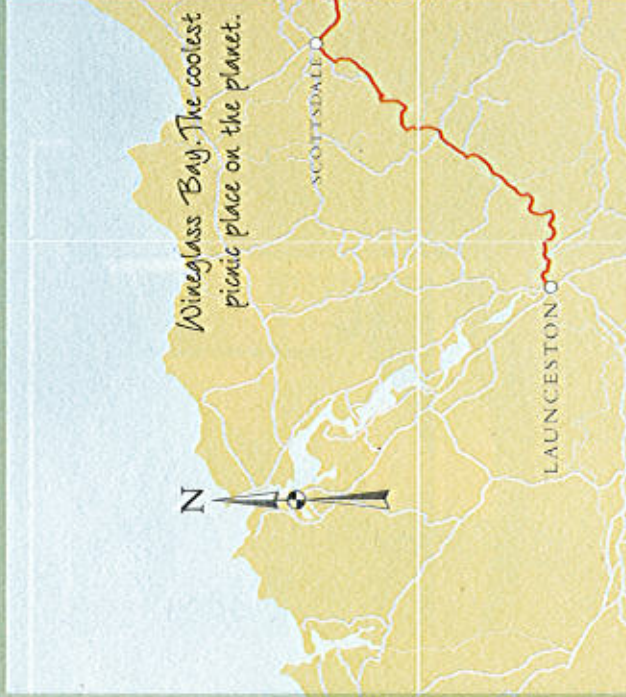 Wineglass Bay. The coolest
picnic place on the planet.
SCOTTSDALE
LAUNCESTON
N